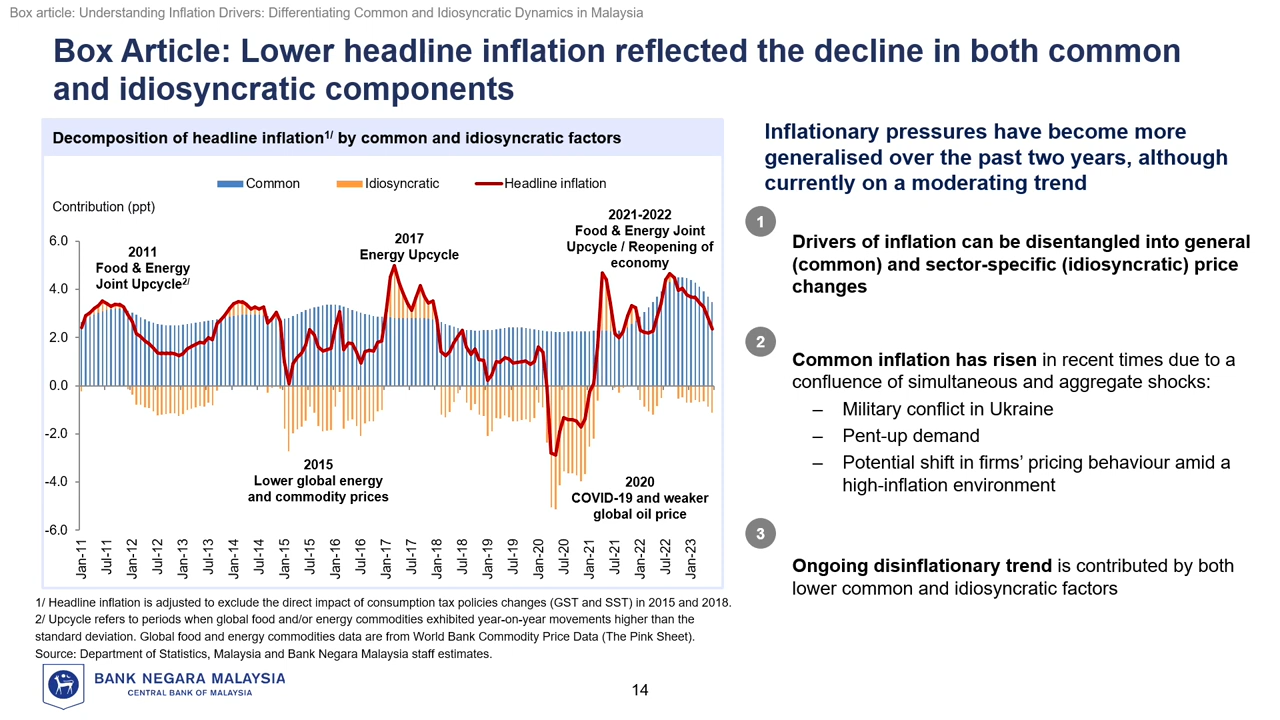 Box article: Understanding Inflation Drivers: Differentiating Common and Idiosyncratic Dynamics in Malaysia
Box Article: Lower headline inflation reflected the decline in both common
and idiosyncratic components
Decomposition of headline inflation1/ by common and idiosyncratic factors
Common
Idiosyncratic
Headline inflation
Contribution (ppt)
6.0
4.0
2.0
0.0
-2.0
-4.0
-6.0
2011
Food & Energy
Joint Upcycle2/
2017
Energy Upcycle
2021-2022
Food & Energy Joint
Upcycle / Reopening of
economy
2015
Lower global energy
and commodity prices
2020
COVID-19 and weaker
global oil price
Jan-11
Jul-11
Jan-12
Jul-12
Jan-13
Jul-13
Jan-14
Jul-14
Jan-15
Jul-15
Jan-16
Jul-16
Jan-17
Jul-17
Jan-18
Jul-18
Jan-19
Jul-19
Jan-20
Jul-20
Jan-21
Jul-21
Jan-22
Jul-22
Jan-23
1/ Headline inflation is adjusted to exclude the direct impact of consumption tax policies changes (GST and SST) in 2015 and 2018.
2/ Upcycle refers to periods when global food and/or energy commodities exhibited year-on-year movements higher than the
standard deviation. Global food and energy commodities data are from World Bank Commodity Price Data (The Pink Sheet).
Source: Department of Statistics, Malaysia and Bank Negara Malaysia staff estimates.
Inflationary pressures have become more
generalised over the past two years, although
currently on a moderating trend
1
Drivers of inflation can be disentangled into general
(common) and sector-specific (idiosyncratic) price
changes
2
Common inflation has risen in recent times due to a
confluence of simultaneous and aggregate shocks:
– Military conflict in Ukraine
– Pent-up demand
– Potential shift in firms’ pricing behaviour amid a
high-inflation environment
3
Ongoing disinflationary trend is contributed by both
lower common and idiosyncratic factors
BANK NEGARA MALAYSIA
CENTRAL BANK OF MALAYSIA
14